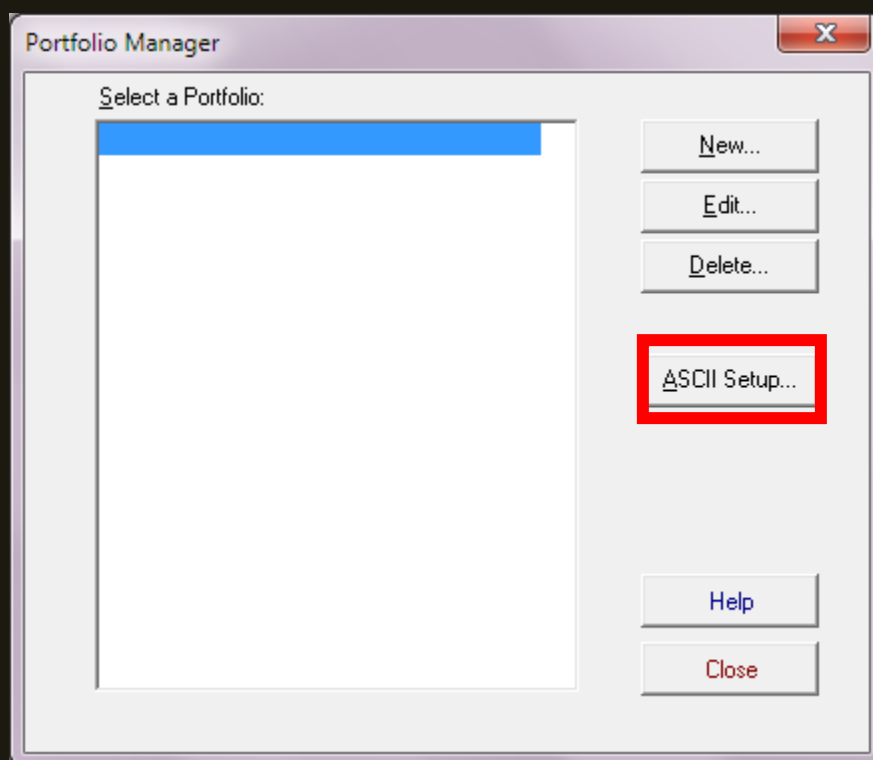 Portfolio Manager
Select a Portfolio:
New...
Edit...
Delete...
ASCII Setup...
Help
Close